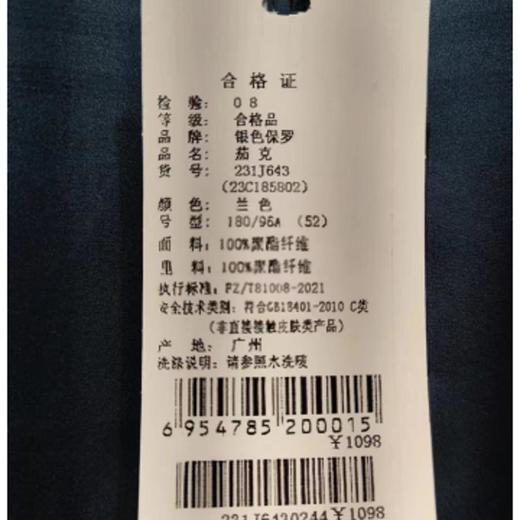 合格证
检 验: 08
等 级: 合格品
品 牌: 银色保罗
品 名: 茄克
货 号: 231J643
(23C185802)
颜 色: 兰色
号 型: 180/96A (52)
面 料: 100%聚酯纤维
里 料: 100%聚酯纤维
执行标准: FZ/T81008-2021
安全技术类别: 符合GB18401-2010 C类
(非直接接触皮肤类产品)
产 地: 广州
洗涤说明: 请参照水洗唛
6 954785 200015
¥1098
231J6430244 ¥1098